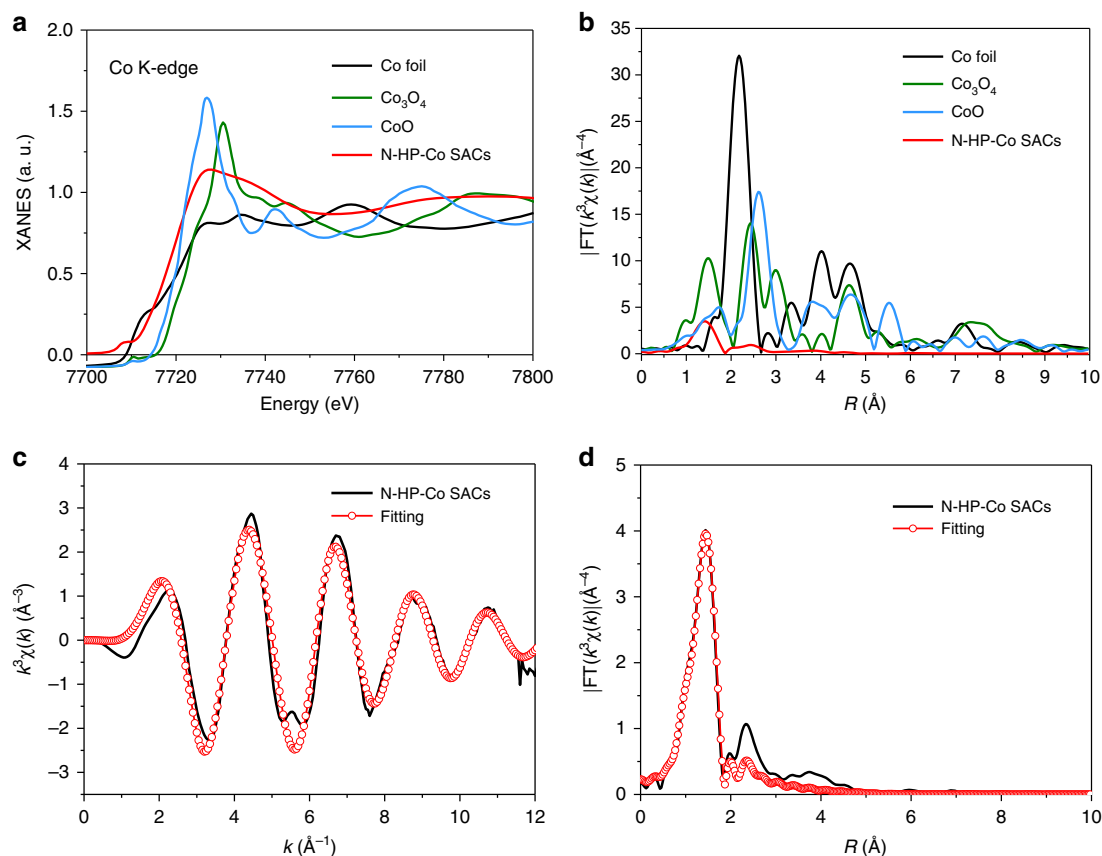 a
XANES (a. u.)
2.0
1.5
1.0
0.5
0.0
Co K-edge
Co foil
Co₃O₄
CoO
N-HP-Co SACs
7700 7720 7740 7760 7780 7800
Energy (eV)
b
|FT(k³χ(k)|(Å⁻⁴)
35
30
25
20
15
10
5
0
Co foil
Co₃O₄
CoO
N-HP-Co SACs
0 1 2 3 4 5 6 7 8 9 10
R (Å)
c
k³χ(k) (Å⁻³)
4
3
2
1
0
−1
−2
−3
N-HP-Co SACs
Fitting
0 2 4 6 8 10 12
k (Å⁻¹)
d
|FT(k³χ(k)|(Å⁻⁴)
5
4
3
2
1
0
N-HP-Co SACs
Fitting
0 2 4 6 8 10
R (Å)